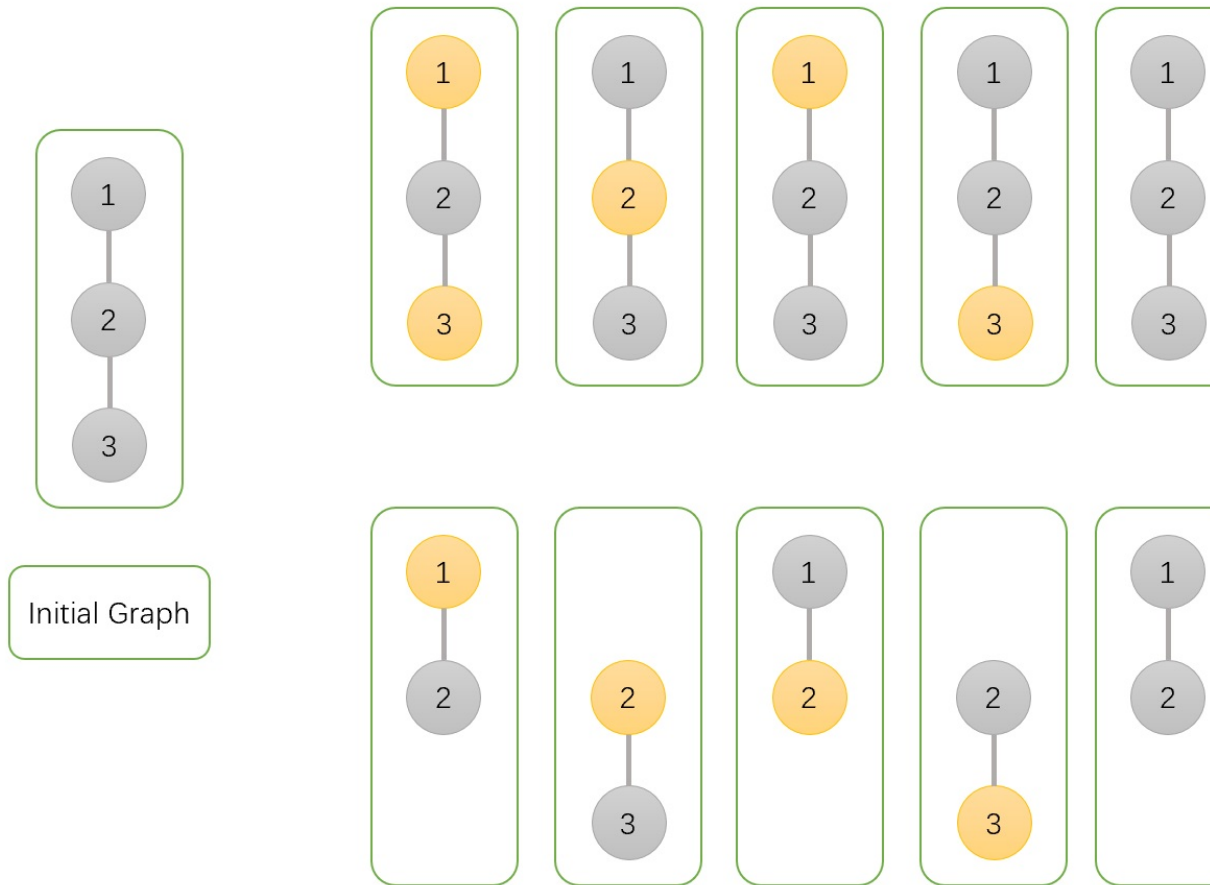 1
2
3
Initial Graph
1 1 1 1 1
2 2 2 2 2
3 3 3 3 3
1 1 1
2 2 2 2 2
3 3